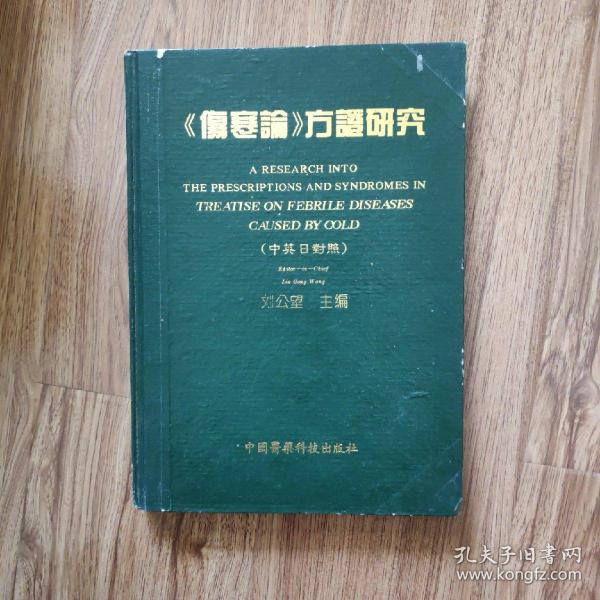 《傷寒論》方證研究
A RESEARCH INTO
THE PRESCRIPTIONS AND SYNDROMES IN
TREATISE ON FEBRILE DISEASES
CAUSED BY COLD
(中英日對照)
Editor—in—Chief
Liu Gong Wang
刘公望 主编
中國醫藥科技出版社
孔夫子旧书网
www.kongfz.com